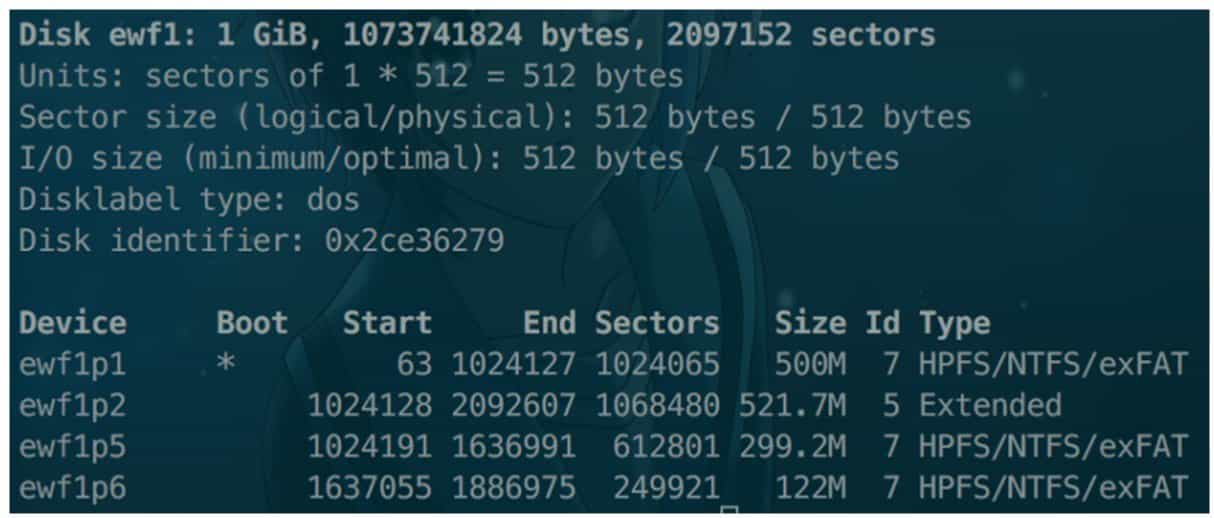 Disk ewf1: 1 GiB, 1073741824 bytes, 2097152 sectors
Units: sectors of 1 * 512 = 512 bytes
Sector size (logical/physical): 512 bytes / 512 bytes
I/O size (minimum/optimal): 512 bytes / 512 bytes
Disklabel type: dos
Disk identifier: 0x2ce36279

Device     Boot   Start     End Sectors   Size Id Type
ewf1p1     *         63 1024127 1024065   500M  7 HPFS/NTFS/exFAT
ewf1p2          1024128 2092607 1068480 521.7M  5 Extended
ewf1p5          1024191 1636991  612801 299.2M  7 HPFS/NTFS/exFAT
ewf1p6          1637055 1886975  249921   122M  7 HPFS/NTFS/exFAT